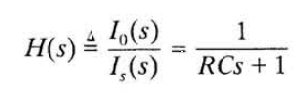 H(s) ≜ I₀(s) / Iₛ(s) = 1 / (RCs + 1)